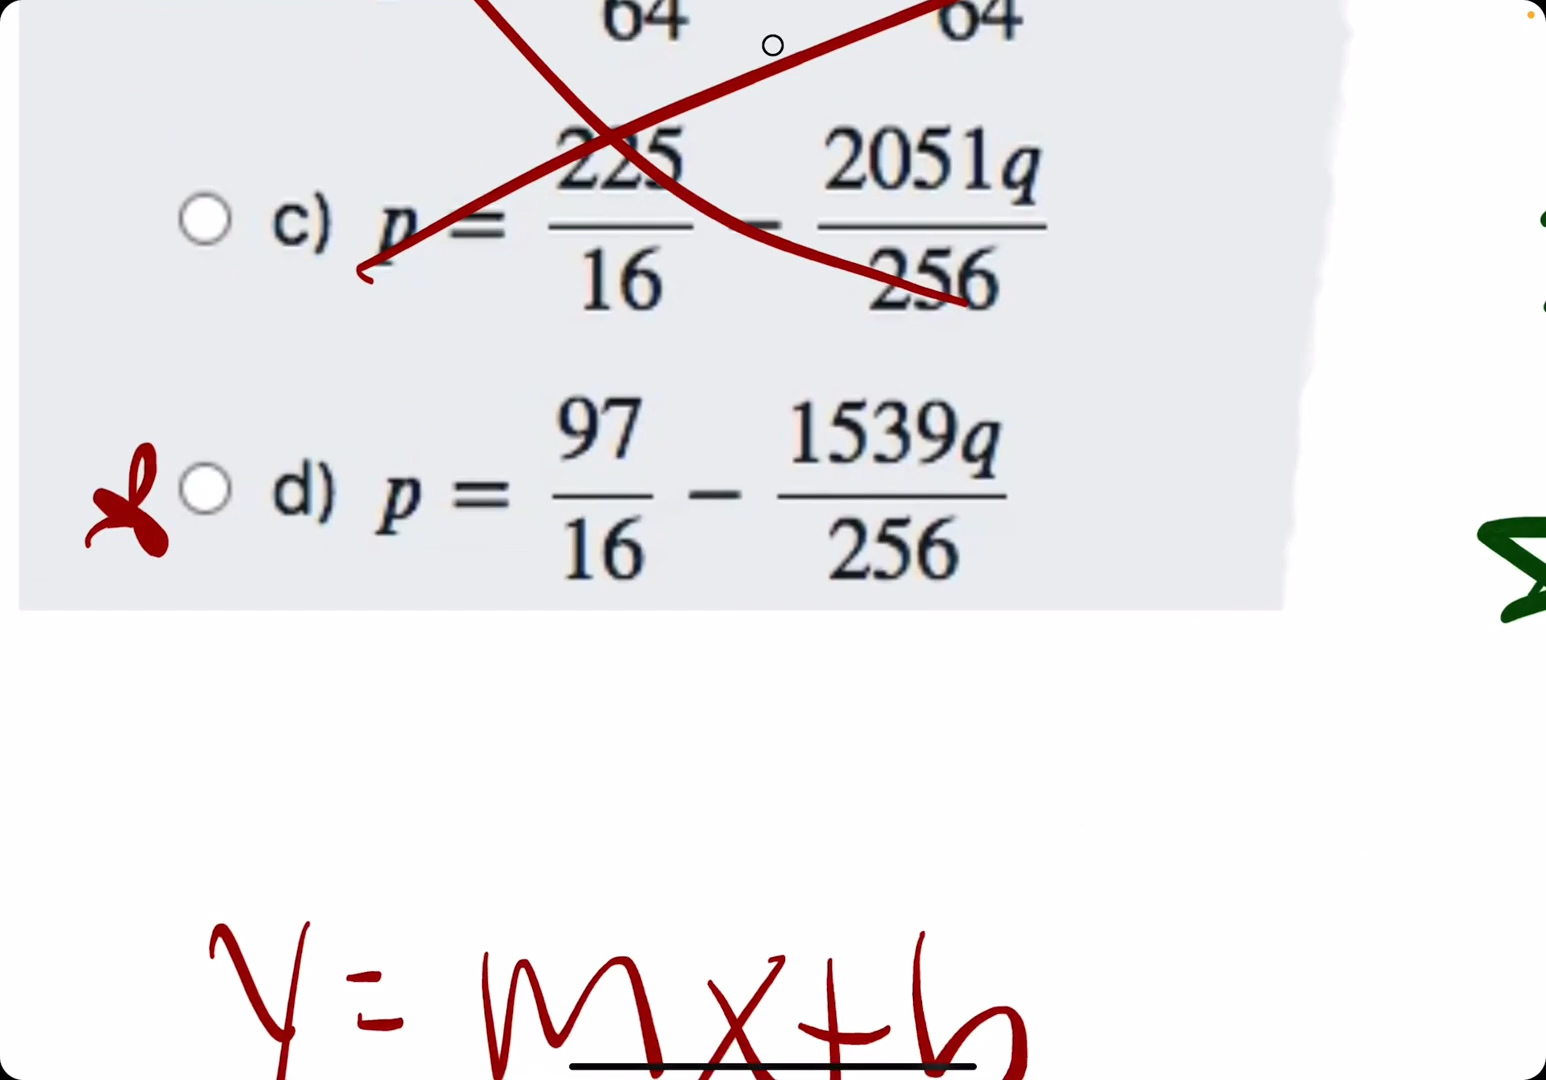 64 64
c) p = 225/16 − 2051q/256
d) p = 97/16 − 1539q/256
y = mx+b